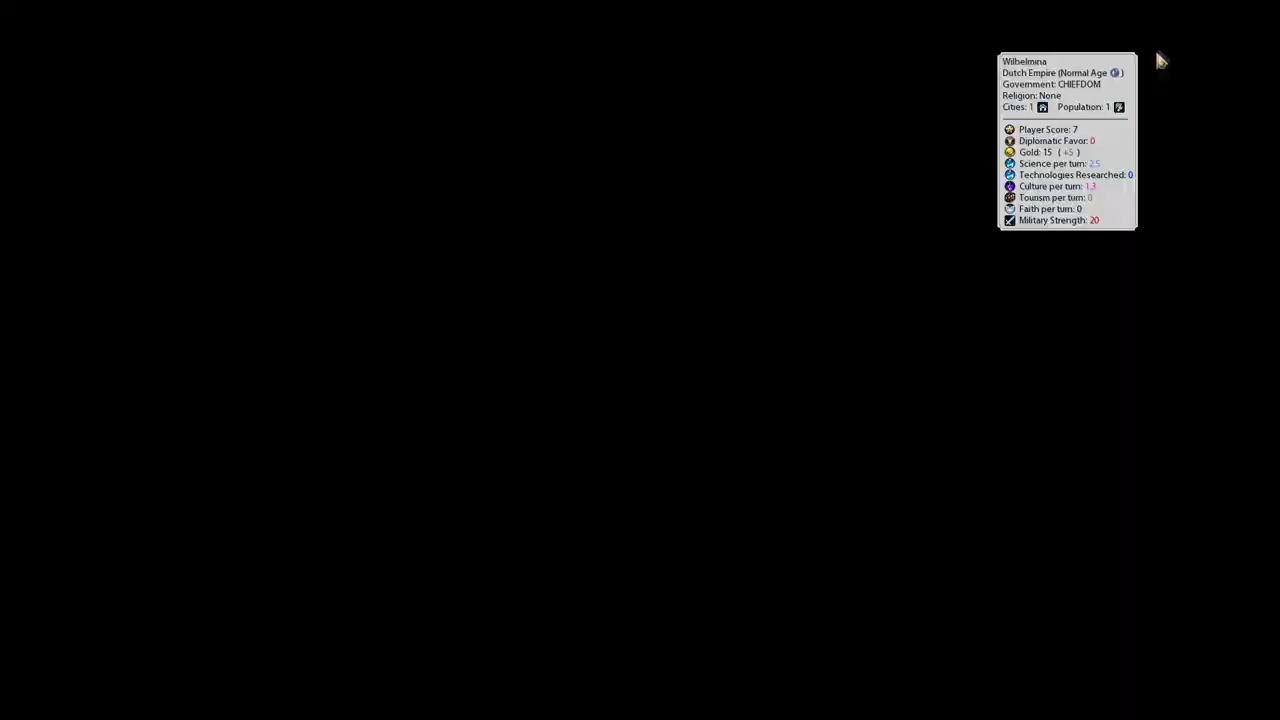 Wilhelmina
Dutch Empire (Normal Age )
Government: CHIEFDOM
Religion: None
Cities: 1 Population: 1
Player Score: 7
Diplomatic Favor: 0
Gold: 15 ( +5 )
Science per turn: 2.5
Technologies Researched: 0
Culture per turn: 1.3
Tourism per turn: 0
Faith per turn: 0
Military Strength: 20